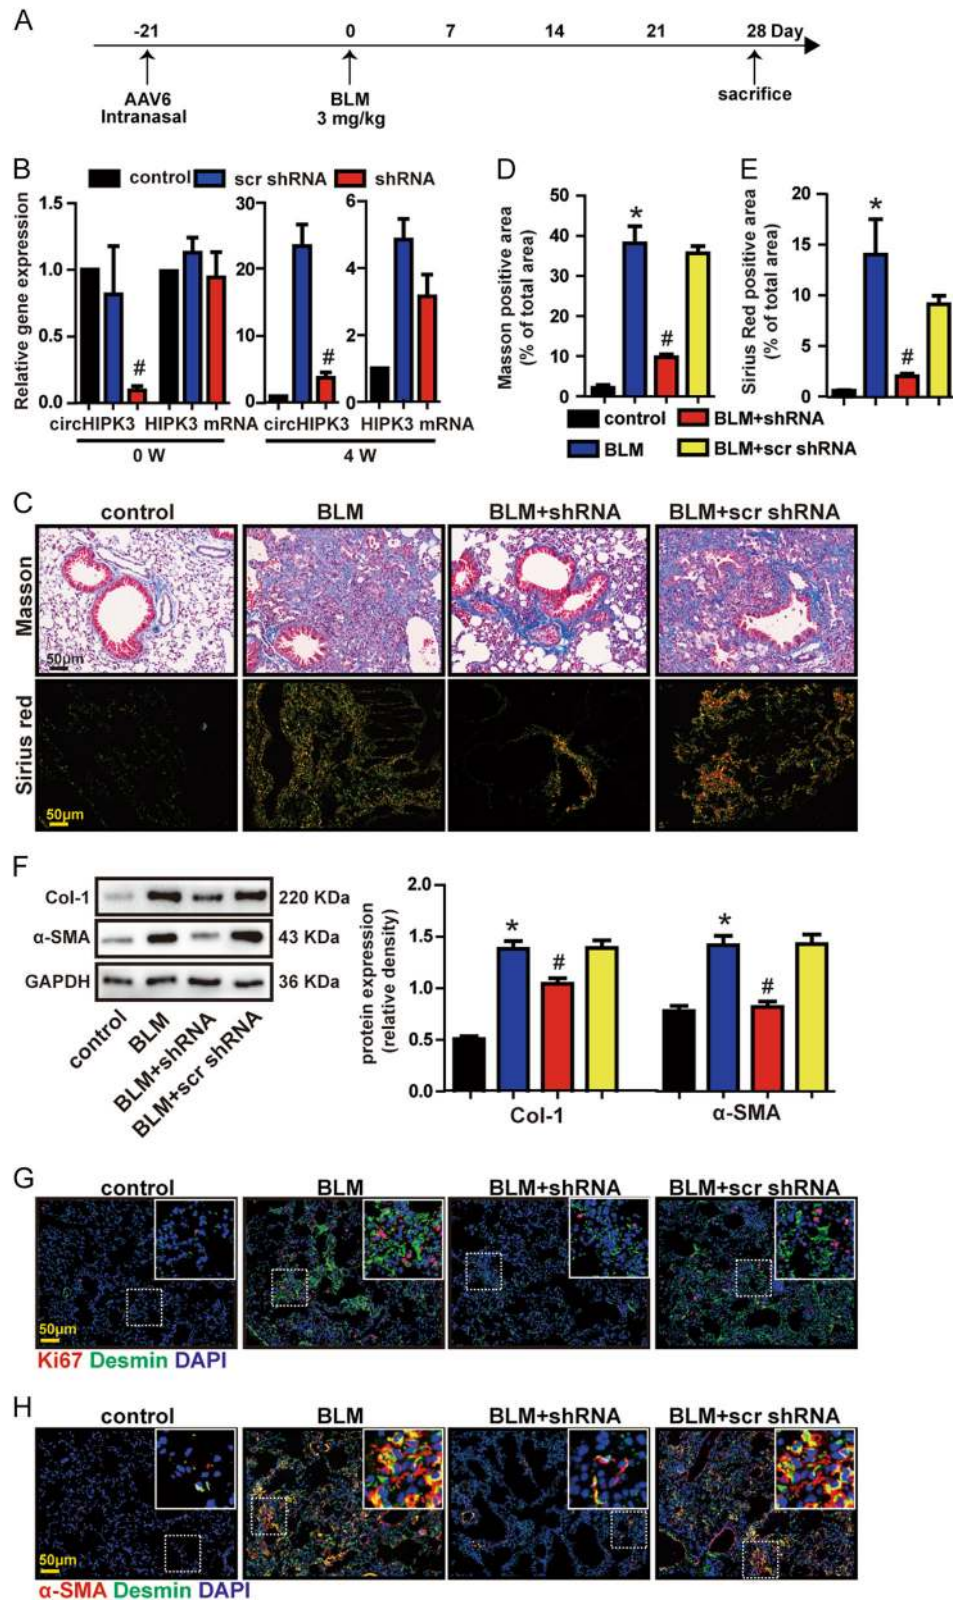 A
-21 0 7 14 21 28 Day
AAV6
Intranasal
BLM
3 mg/kg
sacrifice
B
control scr shRNA shRNA
Relative gene expression
1.5
1.0
0.5
0.0
#
30
20
10
0
#
6
4
2
0
circHIPK3 HIPK3 mRNA circHIPK3 HIPK3 mRNA
0 W 4 W
D
Masson positive area
(% of total area)
50
40
30
20
10
0
*
#
E
Sirius Red positive area
(% of total area)
20
15
10
5
0
*
#
control BLM+shRNA
BLM BLM+scr shRNA
C
control BLM BLM+shRNA BLM+scr shRNA
Masson
50μm
Sirius red
50μm
F
Col-1 220 KDa
α-SMA 43 KDa
GAPDH 36 KDa
control
BLM
BLM+shRNA
BLM+scr shRNA
protein expression
(relative density)
2.0
1.5
1.0
0.5
0.0
* # * #
Col-1 α-SMA
G
control BLM BLM+shRNA BLM+scr shRNA
50μm
Ki67 Desmin DAPI
H
control BLM BLM+shRNA BLM+scr shRNA
50μm
α-SMA Desmin DAPI